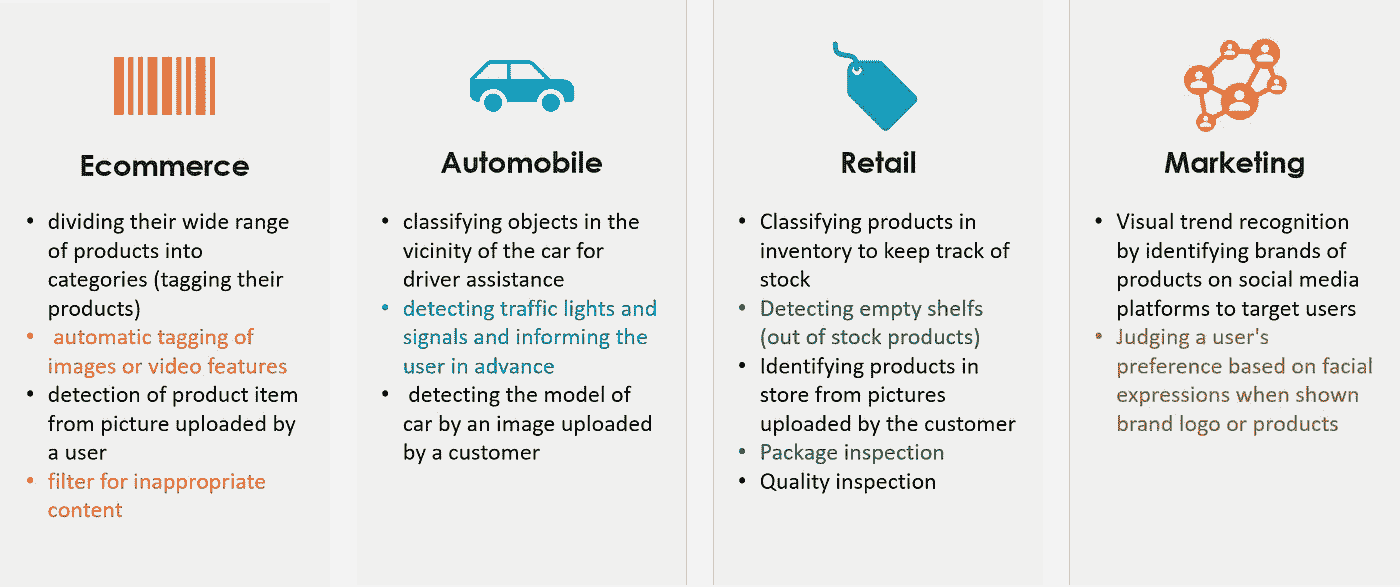 Ecommerce
• dividing their wide range
of products into
categories (tagging their
products)
• automatic tagging of
images or video features
• detection of product item
from picture uploaded by
a user
• filter for inappropriate
content
Automobile
• classifying objects in the
vicinity of the car for
driver assistance
• detecting traffic lights and
signals and informing the
user in advance
• detecting the model of
car by an image uploaded
by a customer
Retail
• Classifying products in
inventory to keep track of
stock
• Detecting empty shelfs
(out of stock products)
• Identifying products in
store from pictures
uploaded by the customer
• Package inspection
• Quality inspection
Marketing
• Visual trend recognition
by identifying brands of
products on social media
platforms to target users
• Judging a user's
preference based on facial
expressions when shown
brand logo or products